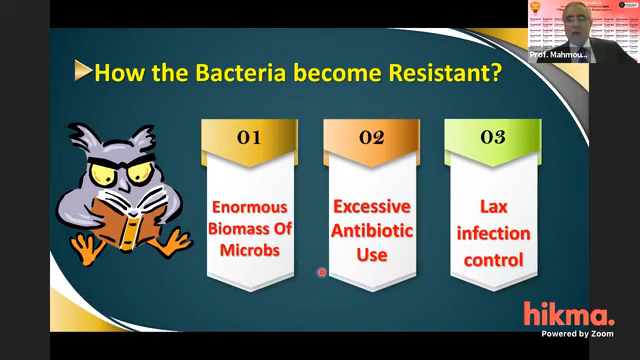 How the Bacteria become Resistant?
01
Enormous
Biomass Of
Microbs
02
Excessive
Antibiotic
Use
03
Lax
infection
control
Prof. Mahmou...
hikma.
Powered by Zoom